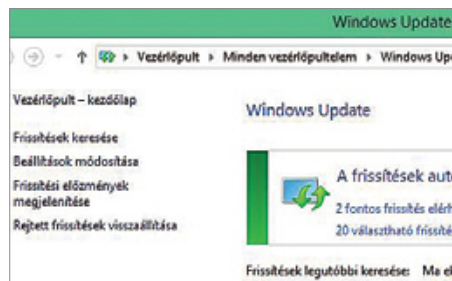 Windows Update
Vezérlőpult ▸ Minden vezérlőpultelem ▸ Windows Up
Vezérlőpult – kezdőlap
Windows Update
Frissítések keresése
Beállítások módosítása
Frissítési előzmények
megjelenítése
Rejtett frissítések visszaállítása
A frissítések aut
2 fontos frissítés elérh
20 választható frissíté
Frissítések legutóbbi keresése: Ma el